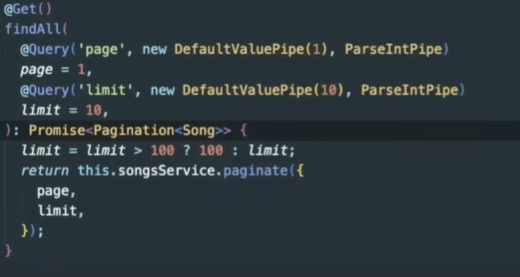 @Get()
findAll(
@Query('page', new DefaultValuePipe(1), ParseIntPipe)
page = 1,
@Query('limit', new DefaultValuePipe(10), ParseIntPipe)
limit = 10,
): Promise<Pagination<Song>> {
limit = limit > 100 ? 100 : limit;
return this.songsService.paginate({
page,
limit,
});
}